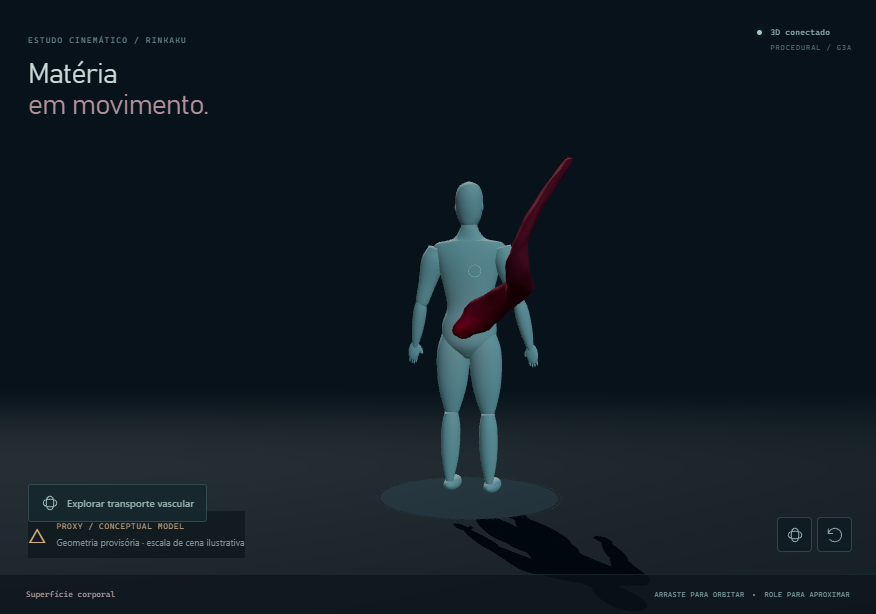 ESTUDO CINEMÁTICO / RINKAKU
Matéria
em movimento.
3D conectado
PROCEDURAL / G3A
Explorar transporte vascular
PROXY / CONCEPTUAL MODEL
Geometria provisória · escala de cena ilustrativa
Superfície corporal
ARRASTE PARA ORBITAR • ROLE PARA APROXIMAR